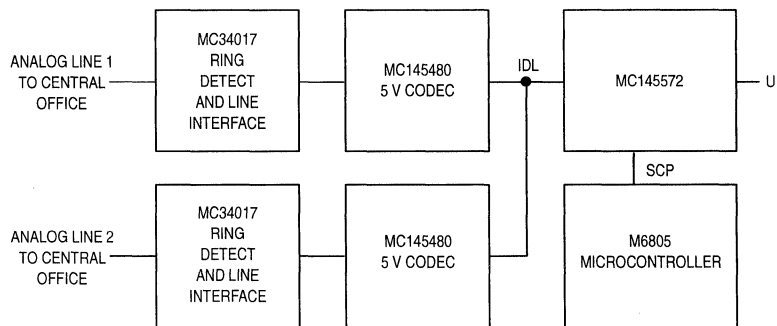 ANALOG LINE 1
TO CENTRAL
OFFICE
MC34017
RING
DETECT
AND LINE
INTERFACE
MC145480
5 V CODEC
IDL
MC145572
U
SCP
ANALOG LINE 2
TO CENTRAL
OFFICE
MC34017
RING
DETECT
AND LINE
INTERFACE
MC145480
5 V CODEC
M6805
MICROCONTROLLER